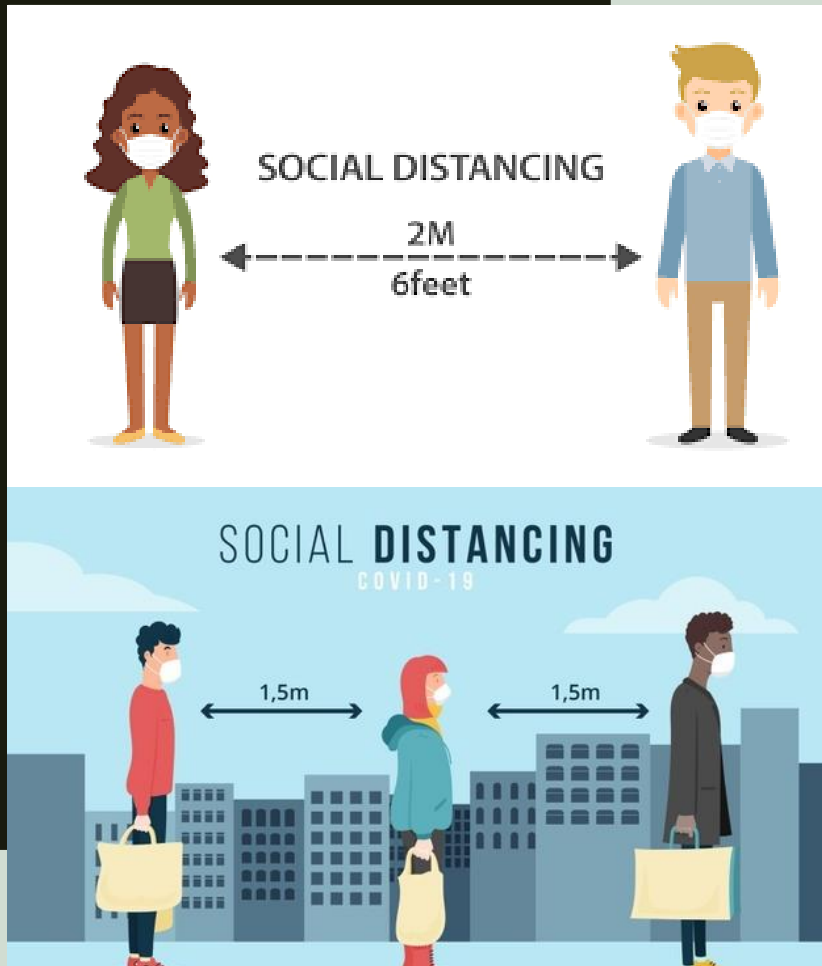 SOCIAL DISTANCING
2M
6feet
SOCIAL DISTANCING
COVID-19
1,5m
1,5m